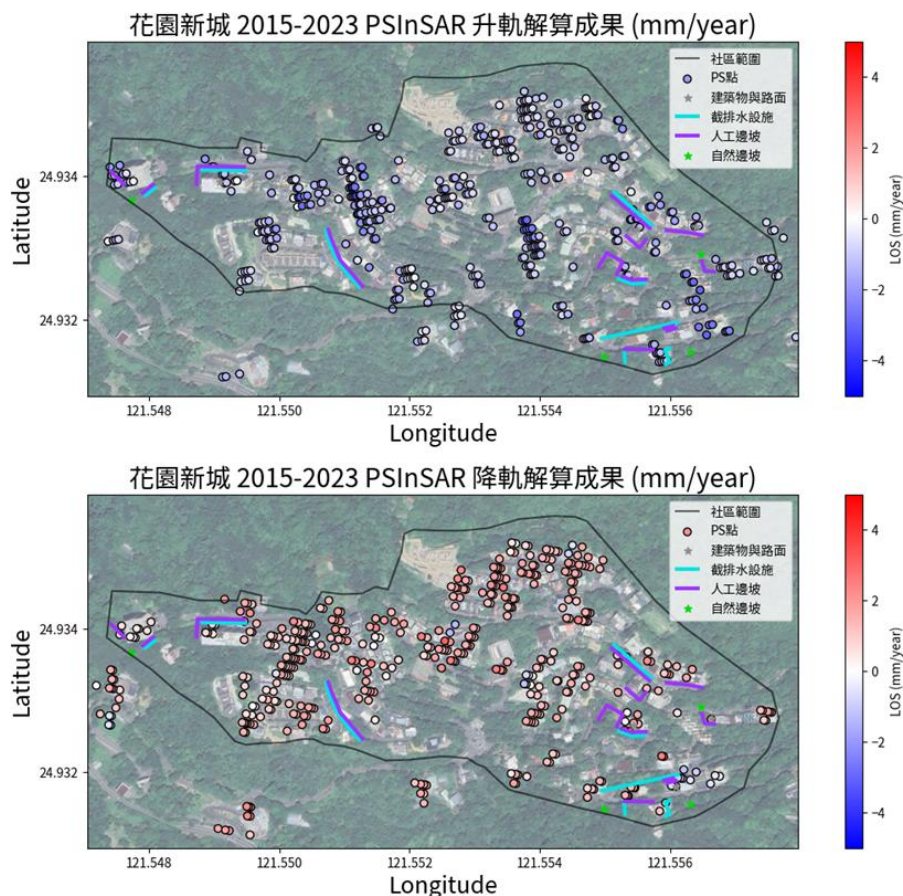 花園新城 2015-2023 PSInSAR 升軌解算成果 (mm/year)
社區範圍
PS點
建築物與路面
截排水設施
人工邊坡
自然邊坡
24.934
24.932
Latitude
121.548 121.550 121.552 121.554 121.556
Longitude
4
2
0
−2
−4
LOS (mm/year)
花園新城 2015-2023 PSInSAR 降軌解算成果 (mm/year)
社區範圍
PS點
建築物與路面
截排水設施
人工邊坡
自然邊坡
24.934
24.932
Latitude
121.548 121.550 121.552 121.554 121.556
Longitude
4
2
0
−2
−4
LOS (mm/year)